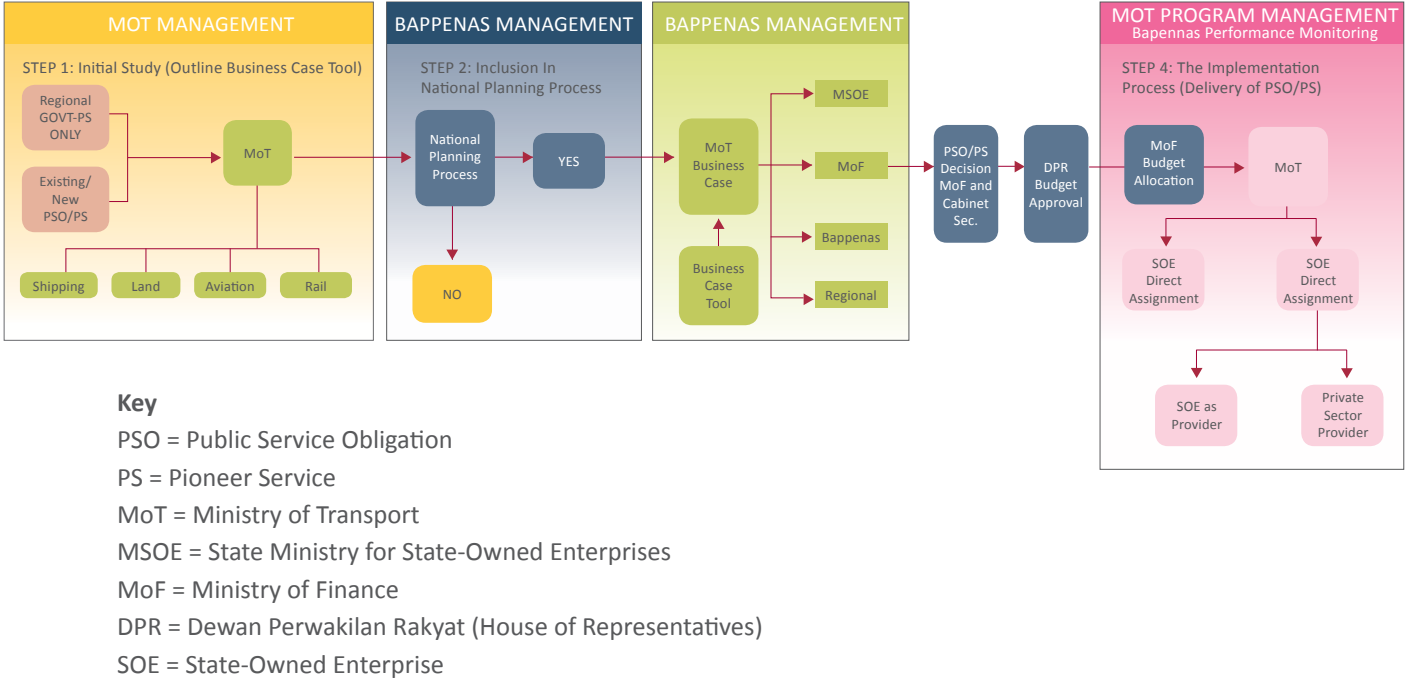 MOT MANAGEMENT
STEP 1: Initial Study (Outline Business Case Tool)
Regional
GOVT-PS
ONLY
Existing/
New
PSO/PS
MoT
Shipping
Land
Aviation
Rail
BAPPENAS MANAGEMENT
STEP 2: Inclusion In
National Planning Process
National
Planning
Process
YES
NO
BAPPENAS MANAGEMENT
MoT
Business
Case
Business
Case
Tool
MSOE
MoF
Bappenas
Regional
PSO/PS
Decision
MoF and
Cabinet
Sec.
DPR
Budget
Approval
MOT PROGRAM MANAGEMENT
Bapennas Performance Monitoring
STEP 4: The Implementation
Process (Delivery of PSO/PS)
MoF
Budget
Allocation
MoT
SOE
Direct
Assignment
SOE
Direct
Assignment
SOE as
Provider
Private
Sector
Provider
Key
PSO = Public Service Obligation
PS = Pioneer Service
MoT = Ministry of Transport
MSOE = State Ministry for State-Owned Enterprises
MoF = Ministry of Finance
DPR = Dewan Perwakilan Rakyat (House of Representatives)
SOE = State-Owned Enterprise